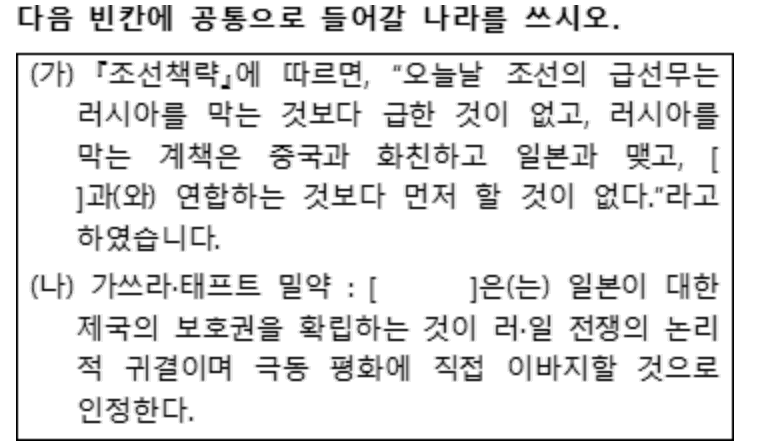 다음 빈칸에 공통으로 들어갈 나라를 쓰시오.
(가) 『조선책략』에 따르면, “오늘날 조선의 급선무는
러시아를 막는 것보다 급한 것이 없고, 러시아를
막는 계책은 중국과 화친하고 일본과 맺고, [
]과(와) 연합하는 것보다 먼저 할 것이 없다.”라고
하였습니다.
(나) 가쓰라·태프트 밀약 : [ ]은(는) 일본이 대한
제국의 보호권을 확립하는 것이 러·일 전쟁의 논리
적 귀결이며 극동 평화에 직접 이바지할 것으로
인정한다.